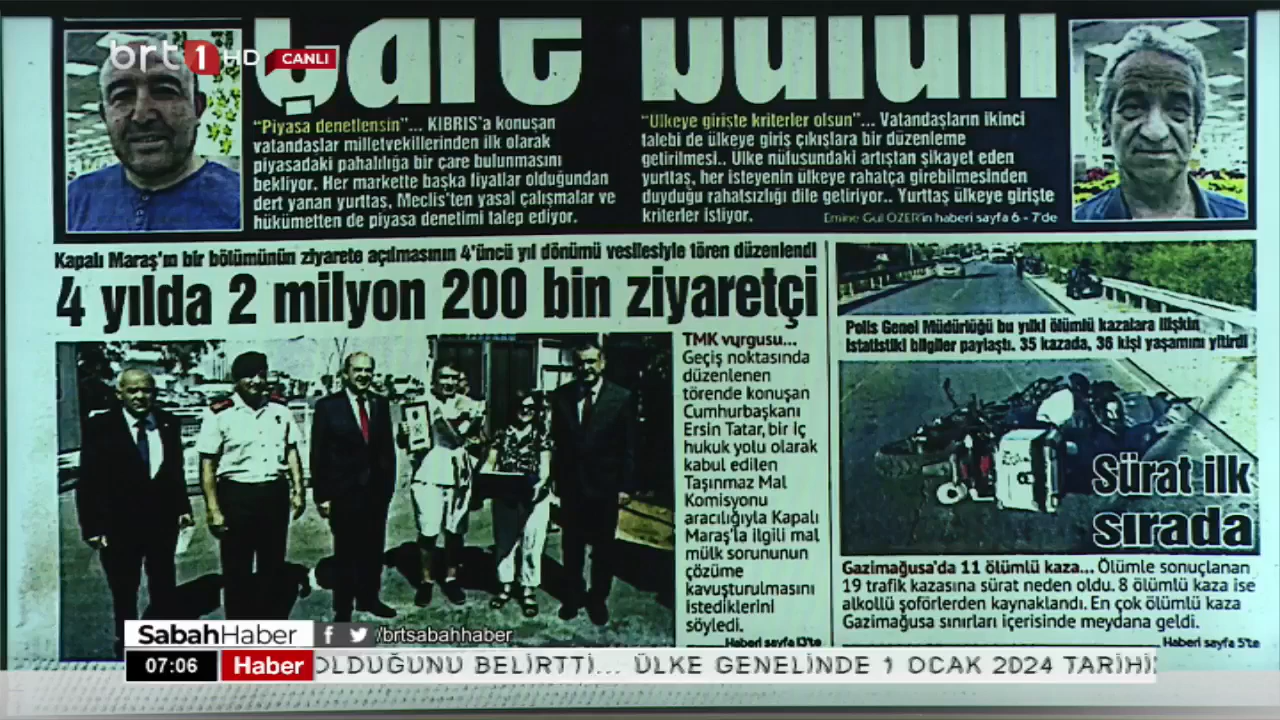 brt 1 HD CANLI
bulun
"Piyasa denetlensin"... KIBRIS'a konuşan
vatandaşlar milletvekillerinden ilk olarak
piyasadaki pahalılığa bir çare bulunmasını
bekliyor. Her markette başka fiyatlar olduğundan
dert yanan yurttaş, Meclis'ten yasal çalışmalar ve
hükümetten de piyasa denetimi talep ediyor.
"Ülkeye girişte kriterler olsun"... Vatandaşların ikinci
talebi de ülkeye giriş çıkışlara bir düzenleme
getirilmesi.. Ülke nüfusundaki artıştan şikayet eden
yurttaş, her isteyenin ülkeye rahatça girebilmesinden
duyduğu rahatsızlığı dile getiriyor.. Yurttaş ülkeye girişte
kriterler istiyor.
Emine Gül ÖZER'in haberi sayfa 6 - 7'de
Kapalı Maraş'ın bir bölümünün ziyarete açılmasının 4'üncü yıl dönümü vesilesiyle tören düzenlendi
4 yılda 2 milyon 200 bin ziyaretçi
TMK vurgusu...
Geçiş noktasında
düzenlenen
törende konuşan
Cumhurbaşkanı
Ersin Tatar, bir iç
hukuk yolu olarak
kabul edilen
Taşınmaz Mal
Komisyonu
aracılığıyla Kapalı
Maraş'la ilgili mal
mülk sorununun
çözüme
kavuşturulmasını
istediklerini
söyledi.
Haberi sayfa 13'te
Polis Genel Müdürlüğü bu yılki ölümlü kazalara ilişkin
istatistiki bilgiler paylaştı. 35 kazada, 36 kişi yaşamını yitirdi
Sürat ilk
sırada
Gazimağusa'da 11 ölümlü kaza... Ölümle sonuçlanan
19 trafik kazasına sürat neden oldu. 8 ölümlü kaza ise
alkollü şoförlerden kaynaklandı. En çok ölümlü kaza
Gazimağusa sınırları içerisinde meydana geldi.
Haberi sayfa 5'te
SabahHaber f /brtsabahhaber
07:06 Haber OLDUĞUNU BELİRTTİ... ÜLKE GENELİNDE 1 OCAK 2024 TARİHİ